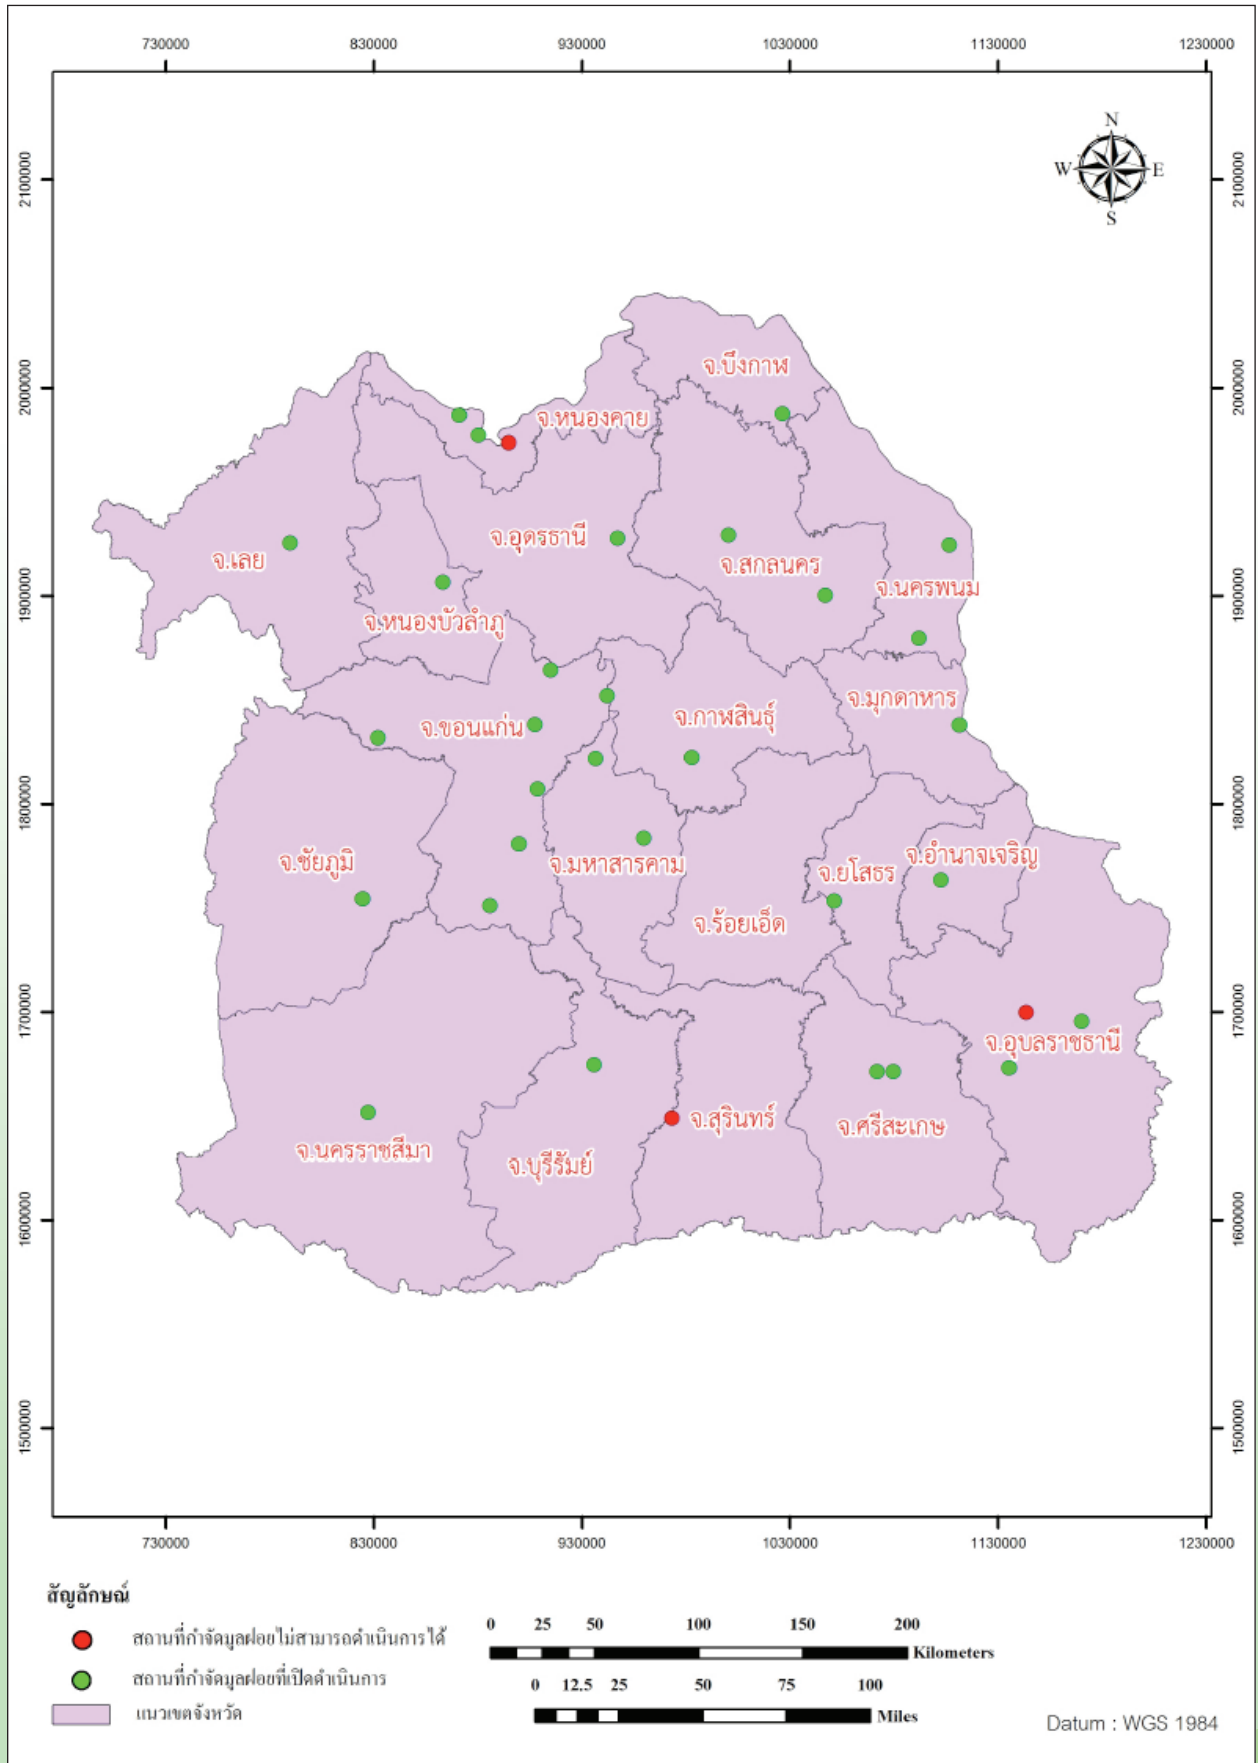 730000 830000 930000 1030000 1130000 1230000
N
W E
S
2100000 2100000
2000000 2000000
1900000 1900000
1800000 1800000
1700000 1700000
1600000 1600000
1500000 1500000
จ.บึงกาฬ
จ.หนองคาย
จ.อุดรธานี
จ.เลย
จ.สกลนคร
จ.นครพนม
จ.หนองบัวลำภู
จ.มุกดาหาร
จ.กาฬสินธุ์
จ.ขอนแก่น
จ.ชัยภูมิ
จ.มหาสารคาม
จ.ยโสธร
จ.อำนาจเจริญ
จ.ร้อยเอ็ด
จ.อุบลราชธานี
จ.สุรินทร์
จ.ศรีสะเกษ
จ.นครราชสีมา
จ.บุรีรัมย์
730000 830000 930000 1030000 1130000 1230000
สัญลักษณ์
สถานที่กำจัดมูลฝอยไม่สามารถดำเนินการได้
สถานที่กำจัดมูลฝอยที่เปิดดำเนินการ
แนวเขตจังหวัด
0 25 50 100 150 200
Kilometers
0 12.5 25 50 75 100
Miles
Datum : WGS 1984